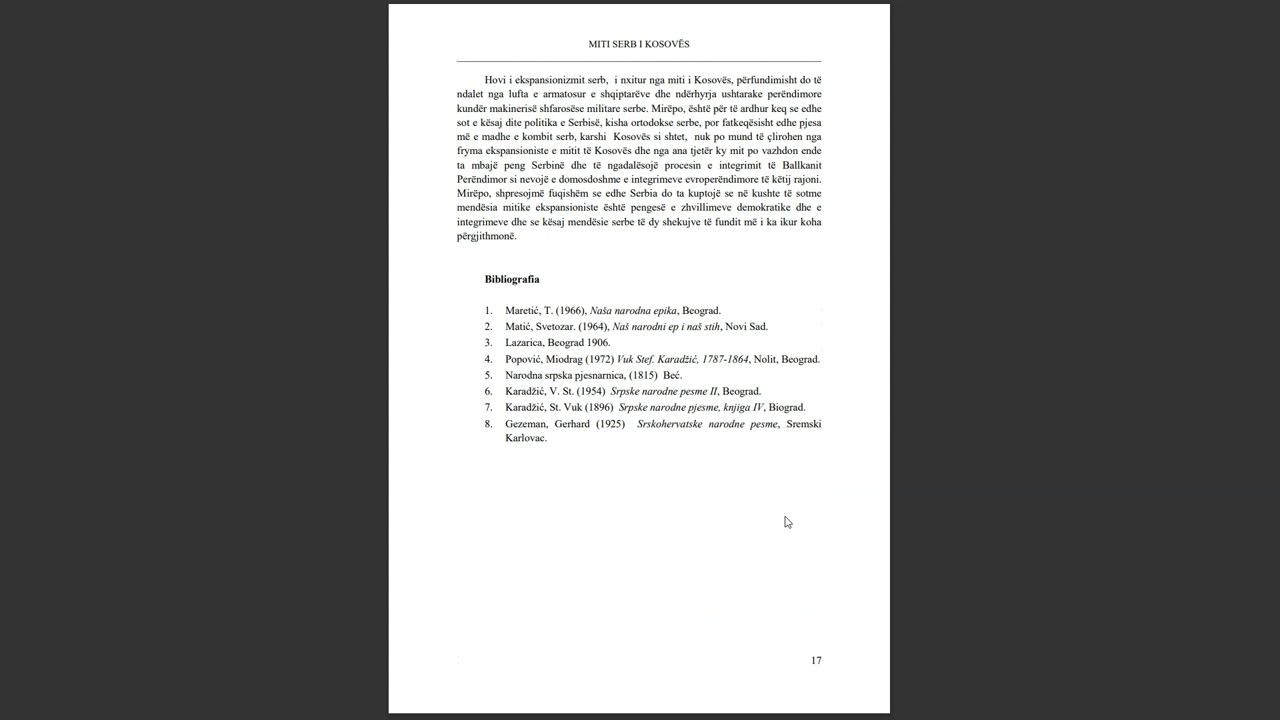 MITI SERB I KOSOVËS
Hovi i ekspansionizmit serb, i nxitur nga miti i Kosovës, përfundimisht do të
ndalet nga lufta e armatosur e shqiptarëve dhe ndërhyrja ushtarake perëndimore
kundër makinerisë shfarosëse militare serbe. Mirëpo, është për të ardhur keq se edhe
sot e kësaj dite politika e Serbisë, kisha ortodokse serbe, por fatkeqësisht edhe pjesa
më e madhe e kombit serb, karshi Kosovës si shtet, nuk po mund të çlirohen nga
fryma ekspansioniste e mitit të Kosovës dhe nga ana tjetër ky mit po vazhdon ende
ta mbajë peng Serbinë dhe të ngadalësojë procesin e integrimit të Ballkanit
Perëndimor si nevojë e domosdoshme e integrimeve evroperëndimore të këtij rajoni.
Mirëpo, shpresojmë fuqishëm se edhe Serbia do ta kuptojë se në kushte të sotme
mendësia mitike ekspansioniste është pengesë e zhvillimeve demokratike dhe e
integrimeve dhe se kësaj mendësie serbe të dy shekujve të fundit më i ka ikur koha
përgjithmonë.
Bibliografia
1. Maretić, T. (1966), Naša narodna epika, Beograd.
2. Matić, Svetozar. (1964), Naš narodni ep i naš stih, Novi Sad.
3. Lazarica, Beograd 1906.
4. Popović, Miodrag (1972) Vuk Stef. Karadžić, 1787-1864, Nolit, Beograd.
5. Narodna srpska pjesnarnica, (1815) Beć.
6. Karadžić, V. St. (1954) Srpske narodne pesme II, Beograd.
7. Karadžić, St. Vuk (1896) Srpske narodne pjesme, knjiga IV, Biograd.
8. Gezeman, Gerhard (1925) Srskohervatske narodne pesme, Sremski
Karlovac.
17